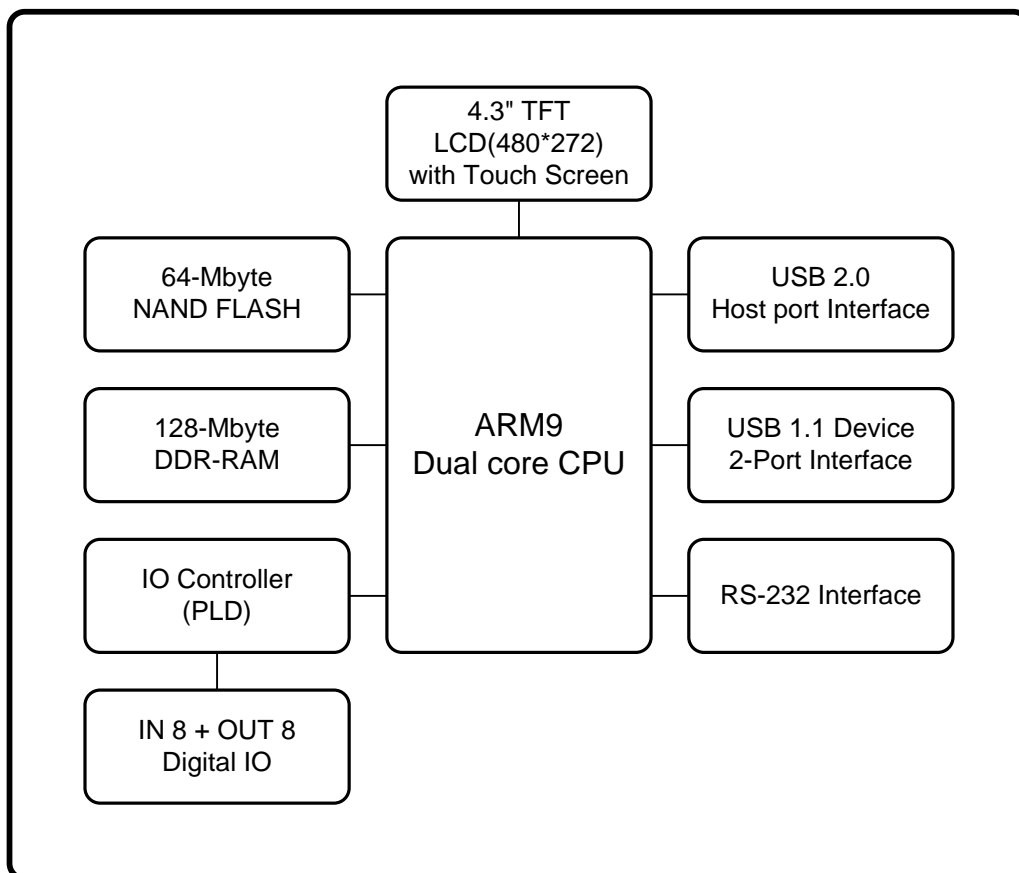 4.3" TFT
LCD(480*272)
with Touch Screen
64-Mbyte
NAND FLASH
USB 2.0
Host port Interface
128-Mbyte
DDR-RAM
ARM9
Dual core CPU
USB 1.1 Device
2-Port Interface
IO Controller
(PLD)
RS-232 Interface
IN 8 + OUT 8
Digital IO